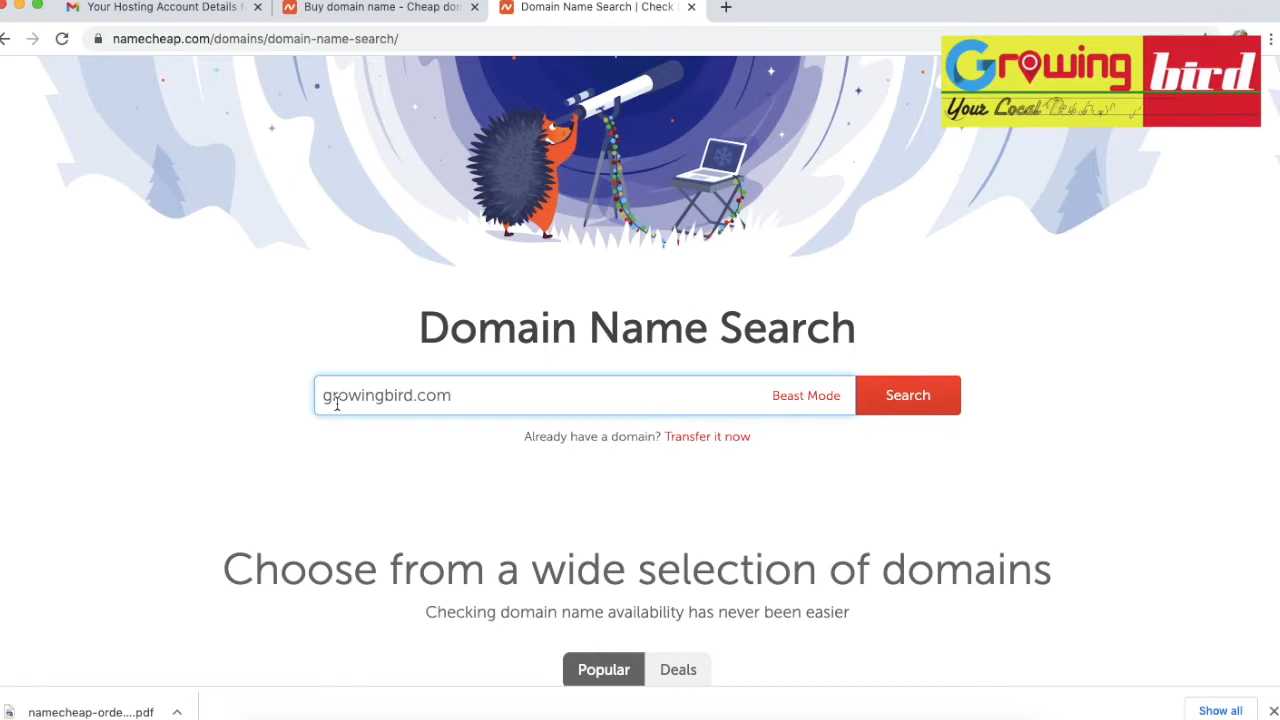 Your Hosting Account Details
Buy domain name - Cheap don
Domain Name Search | Check
namecheap.com/domains/domain-name-search/
Growing bird
Your Local
Domain Name Search
growingbird.com
Beast Mode
Search
Already have a domain? Transfer it now
Choose from a wide selection of domains
Checking domain name availability has never been easier
Popular
Deals
namecheap-orde....pdf
Show all